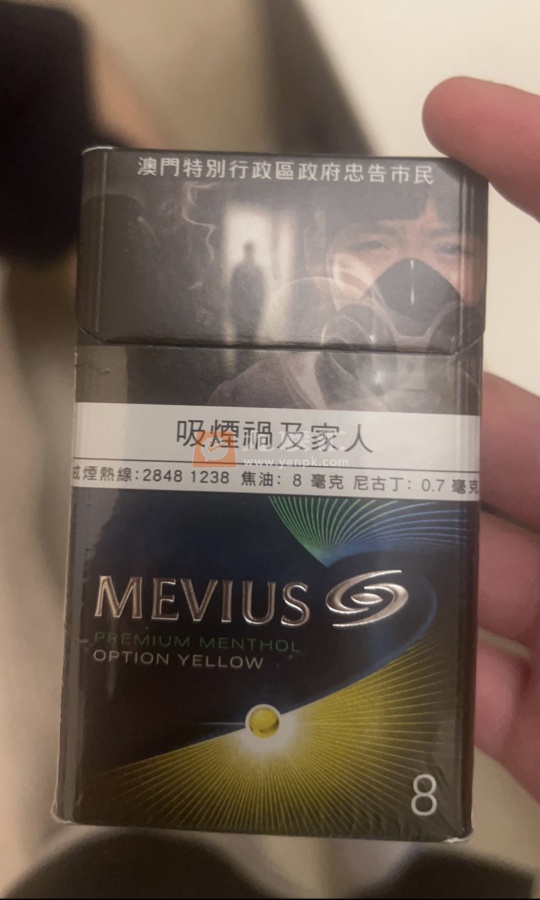 澳門特別行政區政府忠告市民
吸煙禍及家人
www.yanpk.com
戒煙熱線:2848 1238 焦油: 8 毫克 尼古丁: 0.7 毫克
MEVIUS
PREMIUM MENTHOL
OPTION YELLOW
8